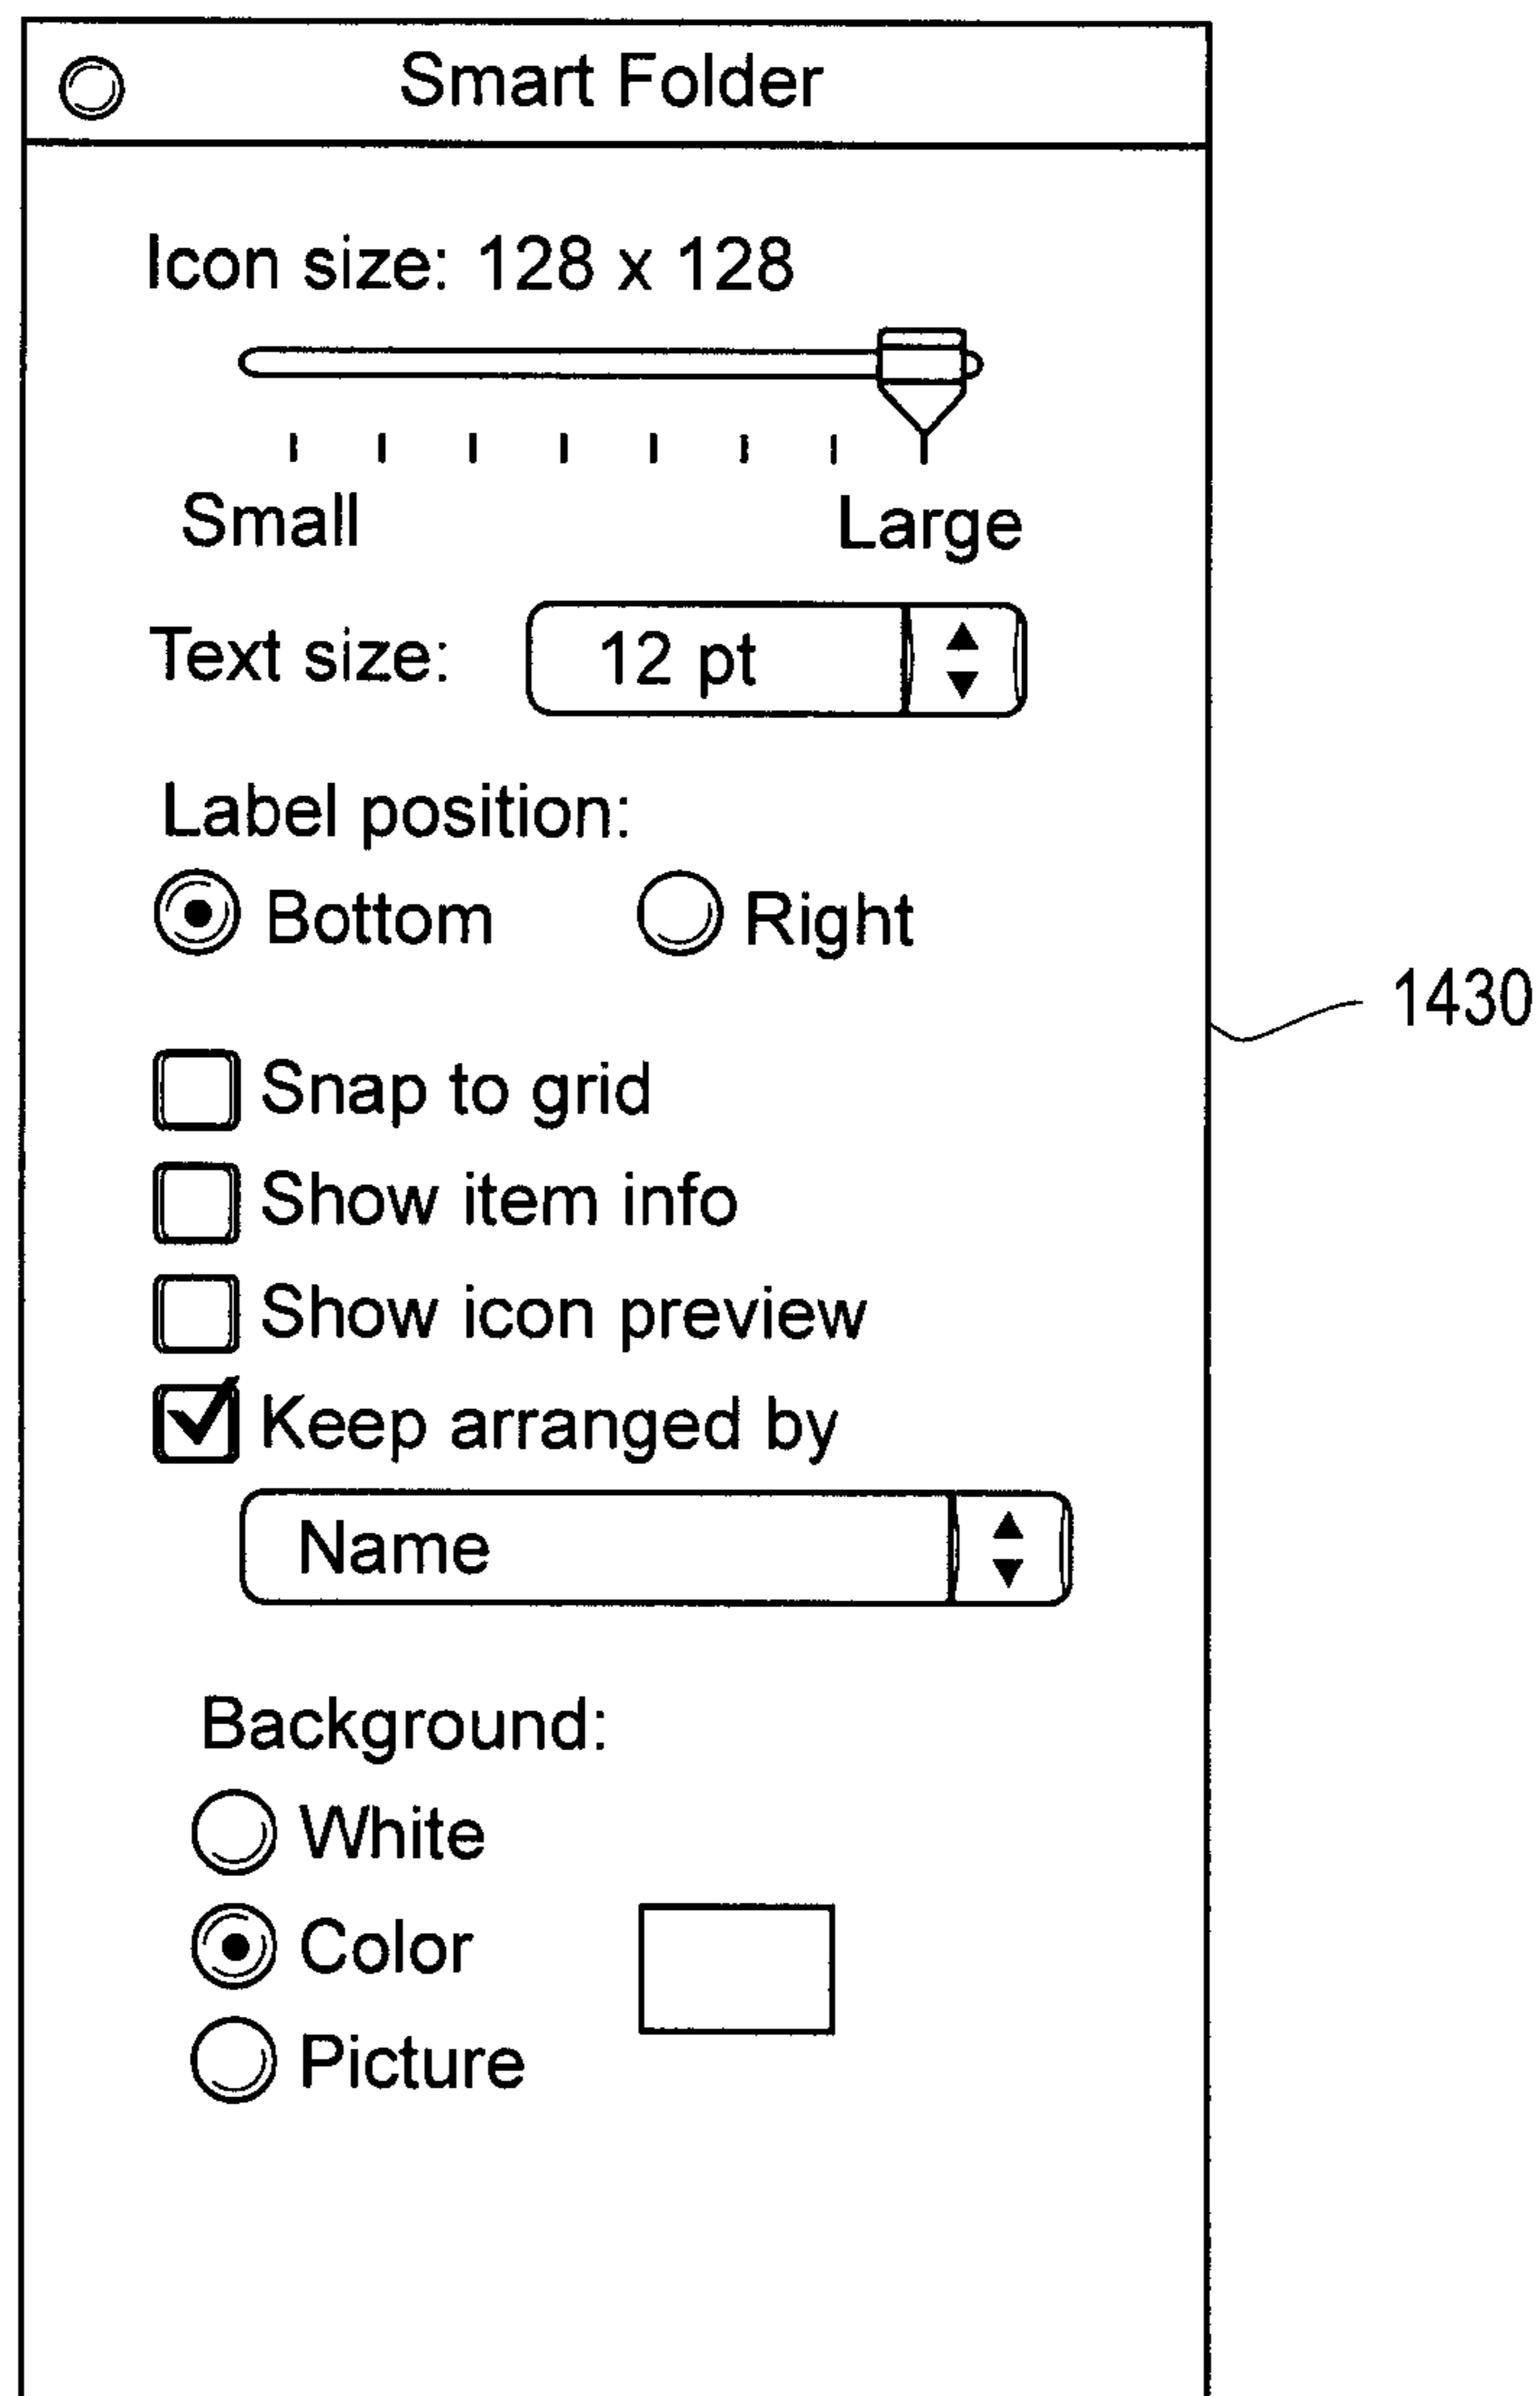 Smart Folder
Icon size: 128 x 128
Small Large
Text size: 12 pt
Label position:
Bottom Right
1430
Snap to grid
Show item info
Show icon preview
Keep arranged by
Name
Background:
White
Color
Picture